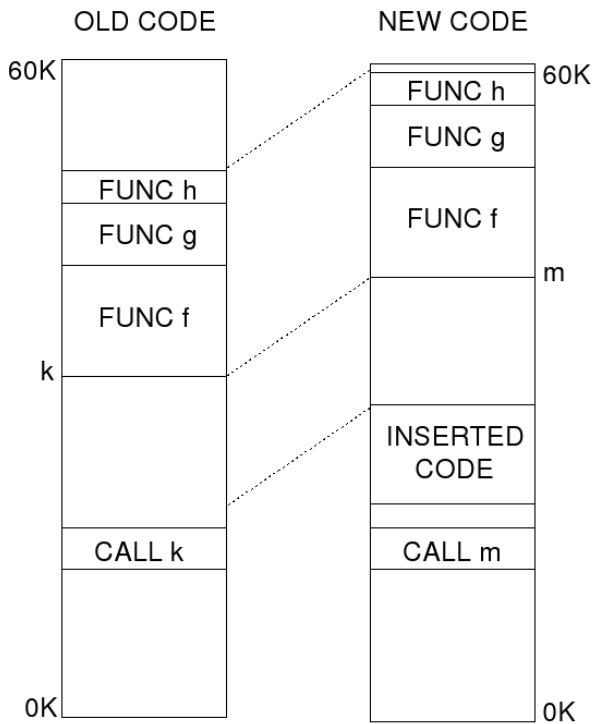 OLD CODE
60K
FUNC h
FUNC g
FUNC f
k
CALL k
0K
NEW CODE
60K
FUNC h
FUNC g
FUNC f
m
INSERTED
CODE
CALL m
0K